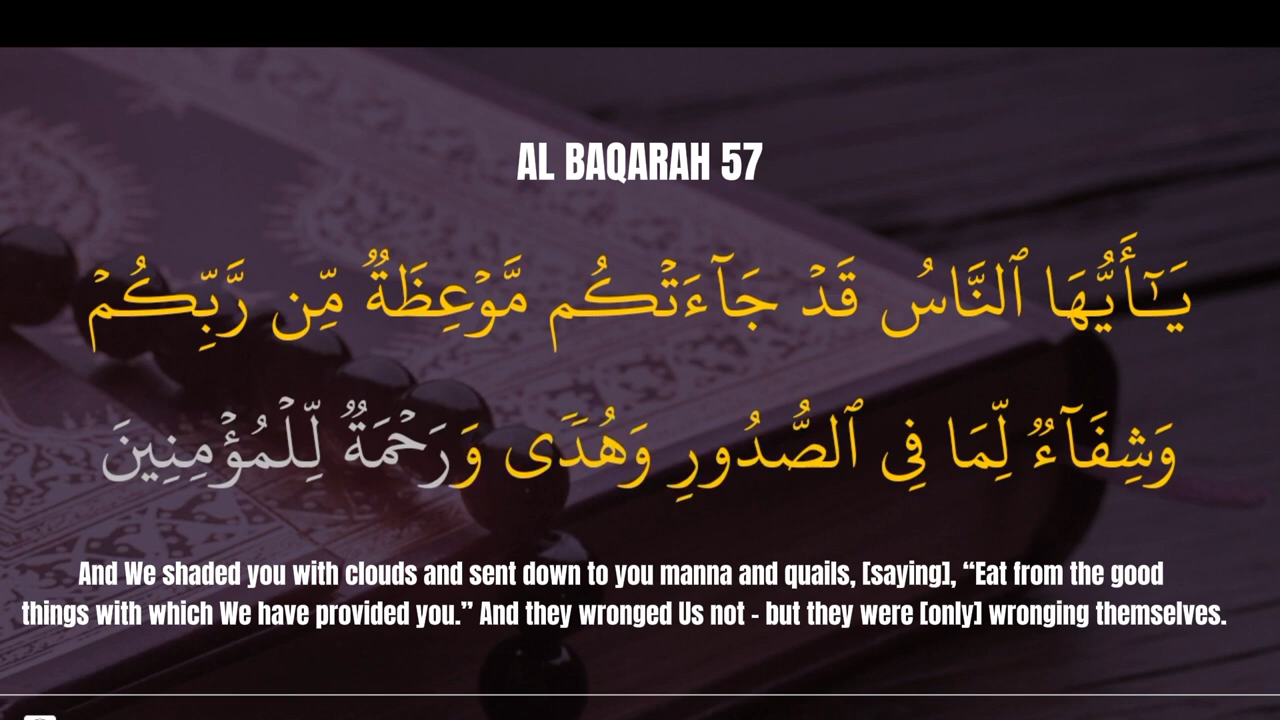 AL BAQARAH 57
يَـٰٓأَيُّهَا ٱلنَّاسُ قَدْ جَآءَتْكُم مَّوْعِظَةٌ مِّن رَّبِّكُمْ
وَشِفَآءٌ لِّمَا فِى ٱلصُّدُورِ وَهُدًى وَرَحْمَةٌ لِّلْمُؤْمِنِينَ
And We shaded you with clouds and sent down to you manna and quails, [saying], “Eat from the good
things with which We have provided you.” And they wronged Us not - but they were [only] wronging themselves.